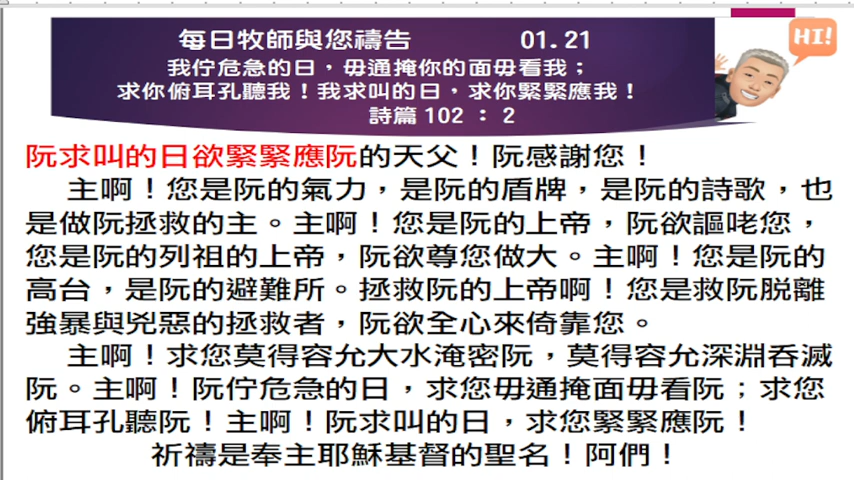 每日牧師與您禱告 01.21
HI!
我佇危急的日，毋通掩你的面毋看我；
求你俯耳孔聽我！我求叫的日，求你緊緊應我！
詩篇 102 ： 2
阮求叫的日欲緊緊應阮的天父！阮感謝您！
主啊！您是阮的氣力，是阮的盾牌，是阮的詩歌，也
是做阮拯救的主。主啊！您是阮的上帝，阮欲謳咾您，
您是阮的列祖的上帝，阮欲尊您做大。主啊！您是阮的
高台，是阮的避難所。拯救阮的上帝啊！您是救阮脫離
強暴與兇惡的拯救者，阮欲全心來倚靠您。
主啊！求您莫得容允大水淹密阮，莫得容允深淵吞滅
阮。主啊！阮佇危急的日，求您毋通掩面毋看阮；求您
俯耳孔聽阮！主啊！阮求叫的日，求您緊緊應阮！
祈禱是奉主耶穌基督的聖名！阿們！